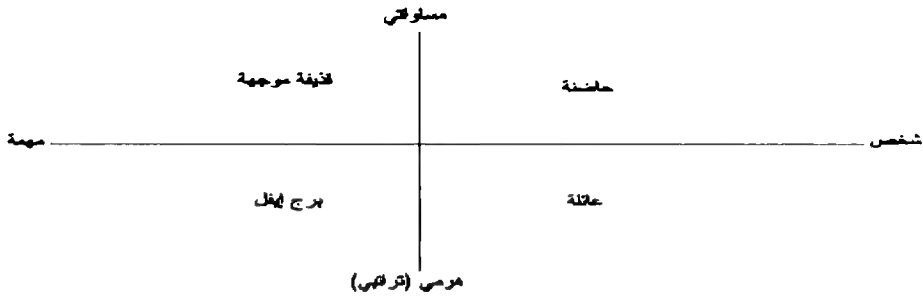 مساواتي
حاضنة
قذيفة موجهة
شخص
مهمة
عائلة
برج إيفل
هرمي (تراتبي)